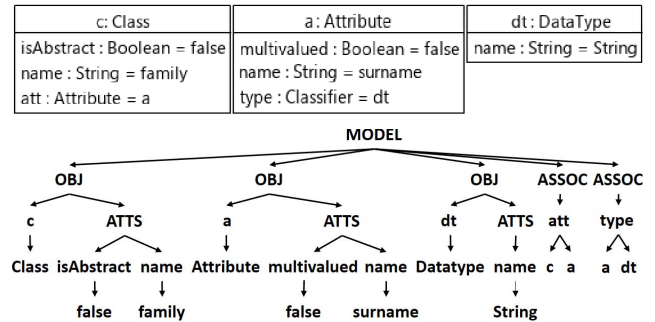 c: Class
isAbstract : Boolean = false
name : String = family
att : Attribute = a
a: Attribute
multivalued : Boolean = false
name : String = surname
type : Classifier = dt
dt : DataType
name : String = String
MODEL
OBJ OBJ OBJ ASSOC ASSOC
c ATTS a ATTS dt ATTS att type
Class isAbstract name Attribute multivalued name Datatype name c a a dt
false family false surname String